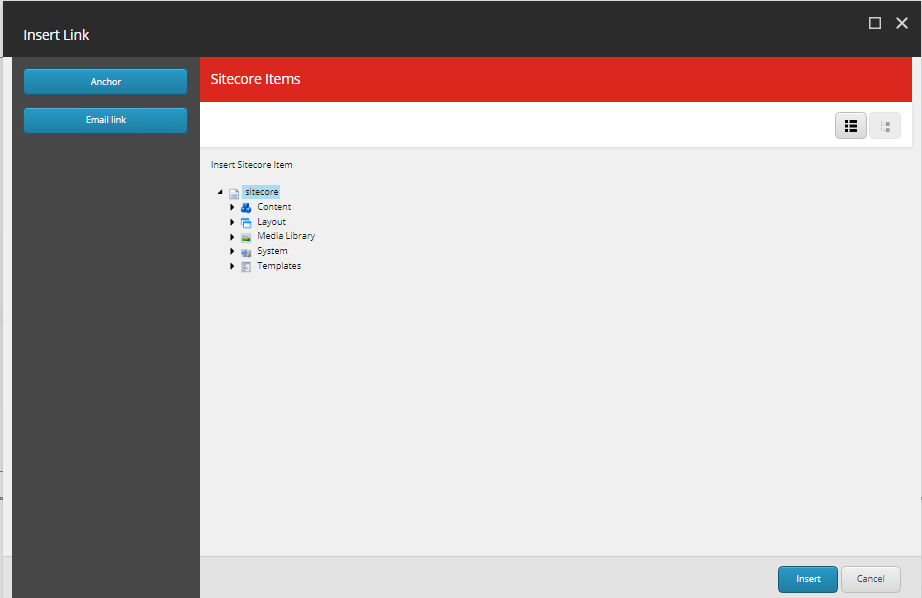 Insert Link
Anchor
Email link
Sitecore Items
Insert Sitecore Item
sitecore
Content
Layout
Media Library
System
Templates
Insert
Cancel